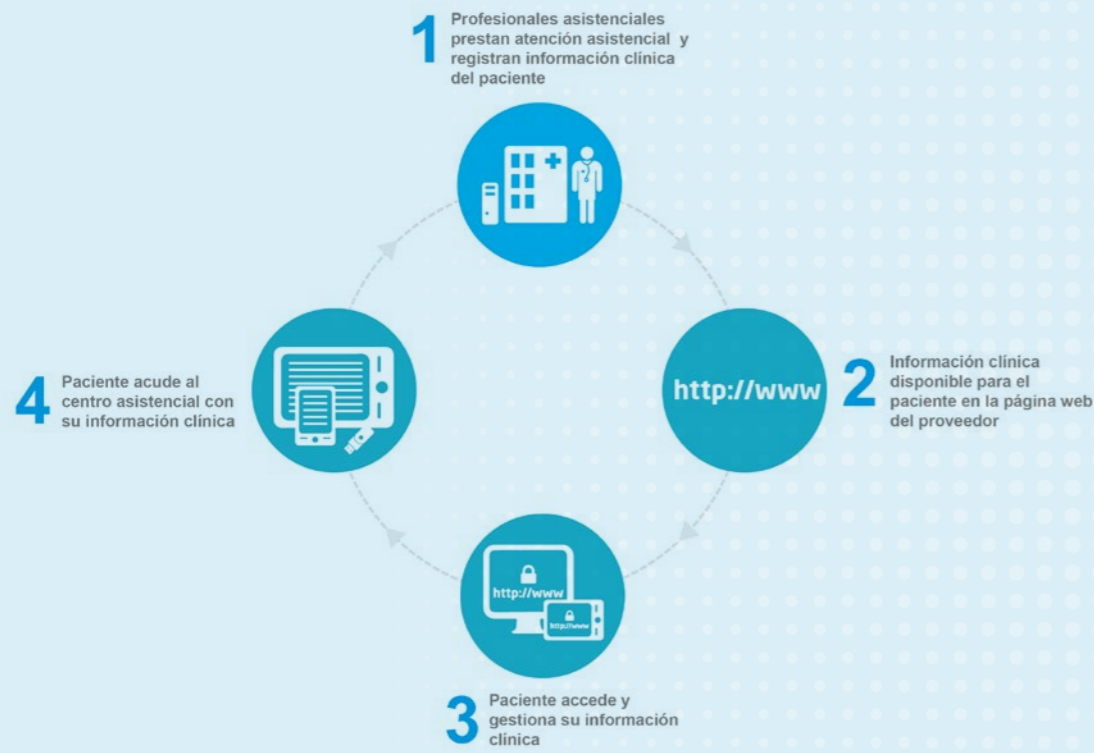 1
Profesionales asistenciales
prestan atención asistencial y
registran información clínica
del paciente
http://www
2
Información clínica
disponible para el
paciente en la página web
del proveedor
http://www
http://www
3
Paciente accede y
gestiona su información
clínica
4
Paciente acude al
centro asistencial con
su información clínica